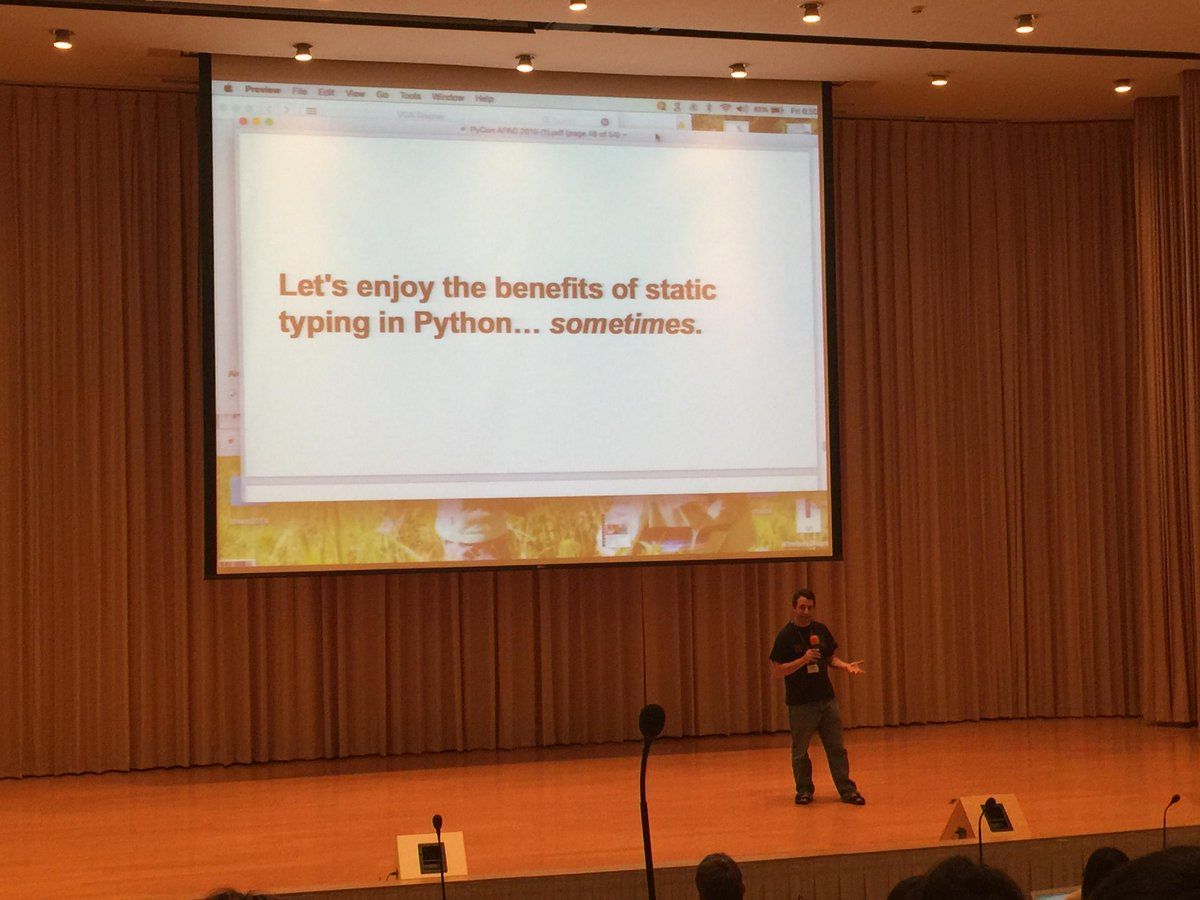 Preview File Edit View Go Tools Window Help
VGA Display
PyCon APAC 2016 (1).pdf (page 48 of 54)
Let's enjoy the benefits of static
typing in Python… sometimes.